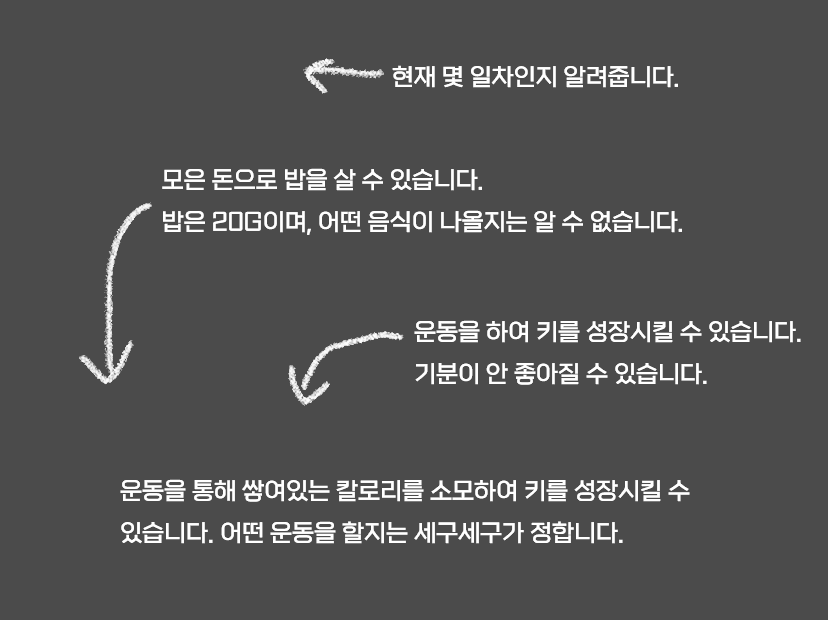 현재 몇 일차인지 알려줍니다.
모은 돈으로 밥을 살 수 있습니다.
밥은 20G이며, 어떤 음식이 나올지는 알 수 없습니다.
운동을 하여 키를 성장시킬 수 있습니다.
기분이 안 좋아질 수 있습니다.
운동을 통해 쌓여있는 칼로리를 소모하여 키를 성장시킬 수
있습니다. 어떤 운동을 할지는 세구세구가 정합니다.